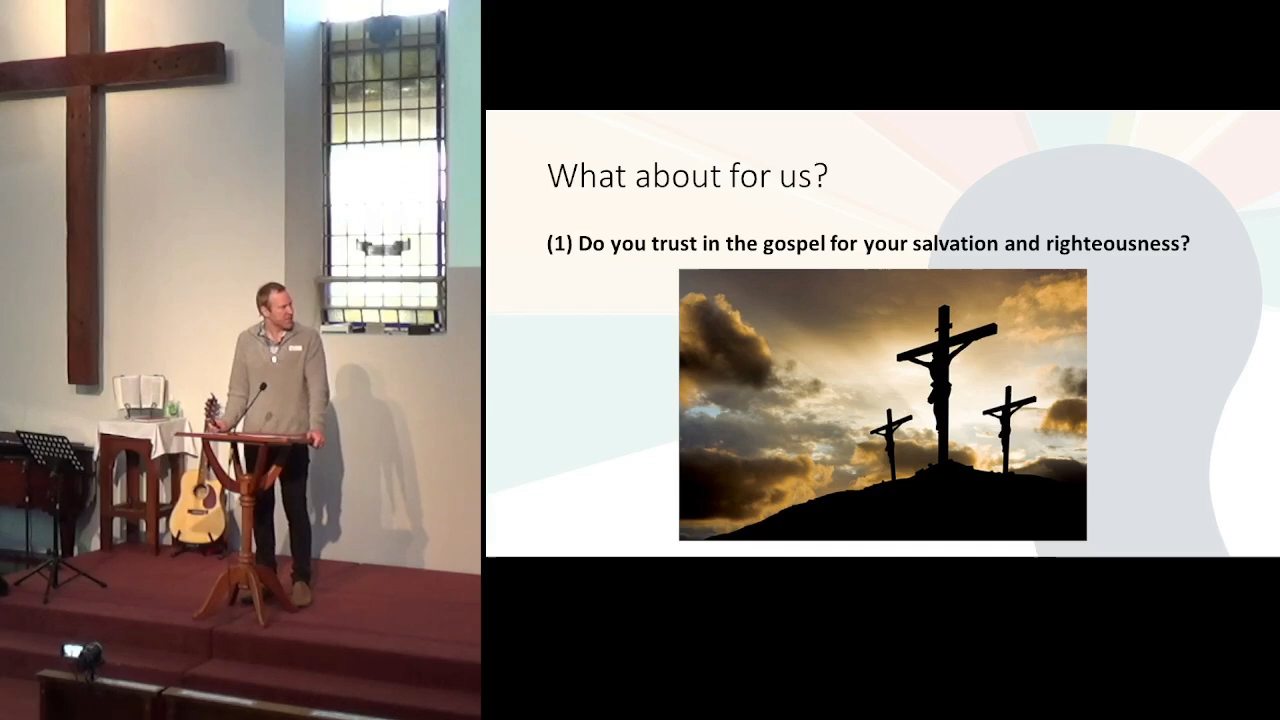 What about for us?
(1) Do you trust in the gospel for your salvation and righteousness?